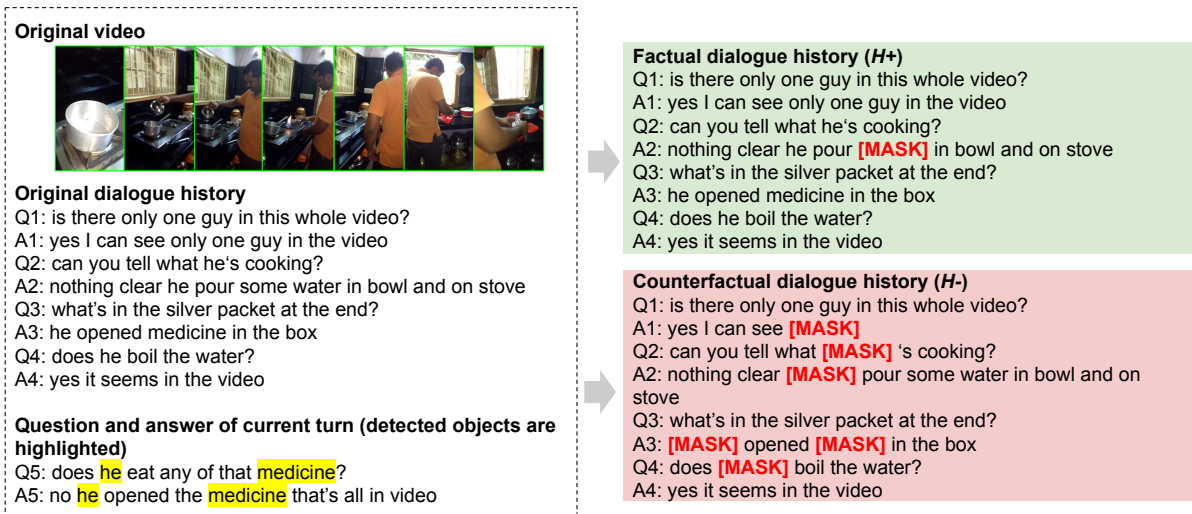 Original video
Original dialogue history
Q1: is there only one guy in this whole video?
A1: yes I can see only one guy in the video
Q2: can you tell what he‘s cooking?
A2: nothing clear he pour some water in bowl and on stove
Q3: what’s in the silver packet at the end?
A3: he opened medicine in the box
Q4: does he boil the water?
A4: yes it seems in the video
Question and answer of current turn (detected objects are
highlighted)
Q5: does he eat any of that medicine?
A5: no he opened the medicine that’s all in video
Factual dialogue history (H+)
Q1: is there only one guy in this whole video?
A1: yes I can see only one guy in the video
Q2: can you tell what he‘s cooking?
A2: nothing clear he pour [MASK] in bowl and on stove
Q3: what’s in the silver packet at the end?
A3: he opened medicine in the box
Q4: does he boil the water?
A4: yes it seems in the video
Counterfactual dialogue history (H-)
Q1: is there only one guy in this whole video?
A1: yes I can see [MASK]
Q2: can you tell what [MASK] ‘s cooking?
A2: nothing clear [MASK] pour some water in bowl and on
stove
Q3: what’s in the silver packet at the end?
A3: [MASK] opened [MASK] in the box
Q4: does [MASK] boil the water?
A4: yes it seems in the video